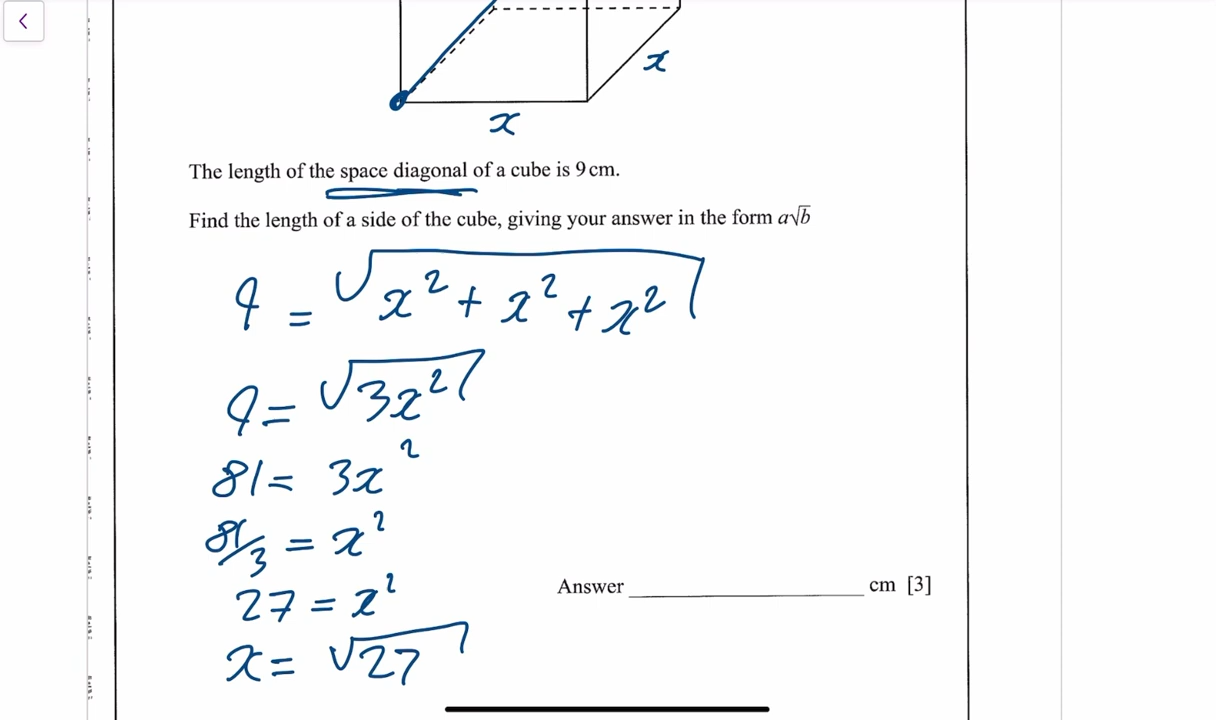 x
x
The length of the space diagonal of a cube is 9 cm.
Find the length of a side of the cube, giving your answer in the form a√b
9 = √x² + x² + x²
9 = √3x²
81 = 3x²
81/3 = x²
27 = x²
Answer ____________ cm [3]
x = √27